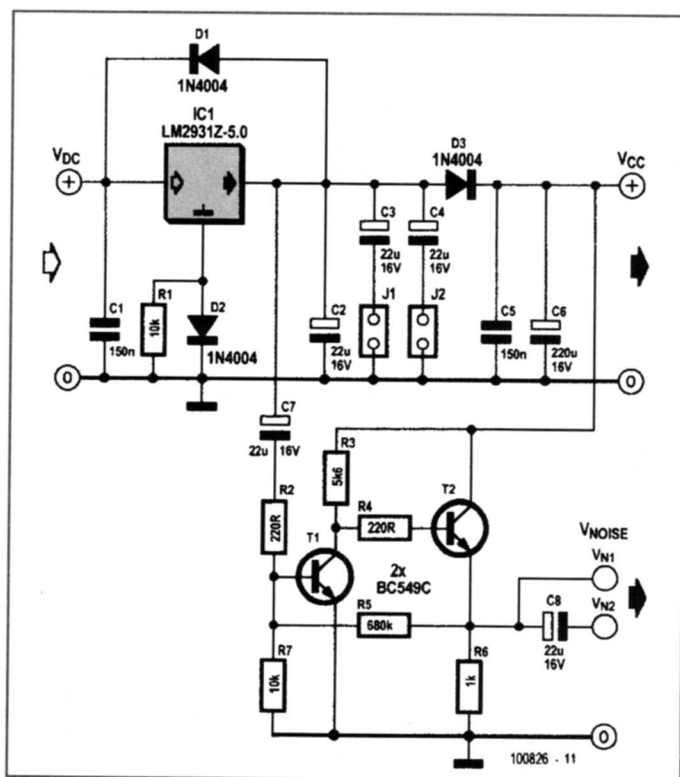 D1
1N4004
IC1
LM2931Z-5.0
VDC
D3
1N4004
VCC
+
+
C3
C4
22u
16V
22u
16V
R1
10k
D2
1N4004
J1
J2
C1
150n
C2
22u
16V
C5
150n
C6
220u
16V
0
0
C7
22u 16V
R3
5k6
R2
220R
R4
220R
T2
T1
2x
BC549C
VNOISE
VN1
VN2
R5
680k
C8
22u
16V
R7
10k
R6
1k
0
100826 - 11